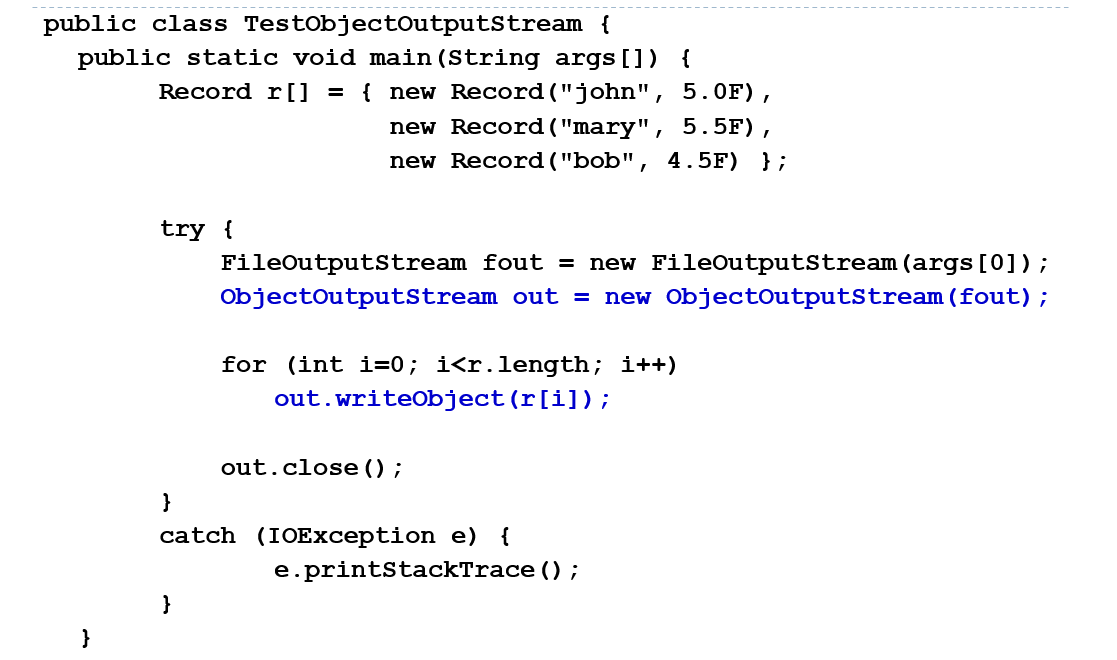 public class TestObjectOutputStream {
public static void main(String args[]) {
Record r[] = { new Record("john", 5.0F),
new Record("mary", 5.5F),
new Record("bob", 4.5F) };
try {
FileOutputStream fout = new FileOutputStream(args[0]);
ObjectOutputStream out = new ObjectOutputStream(fout);
for (int i=0; i<r.length; i++)
out.writeObject(r[i]);
out.close();
}
catch (IOException e) {
e.printStackTrace();
}
}